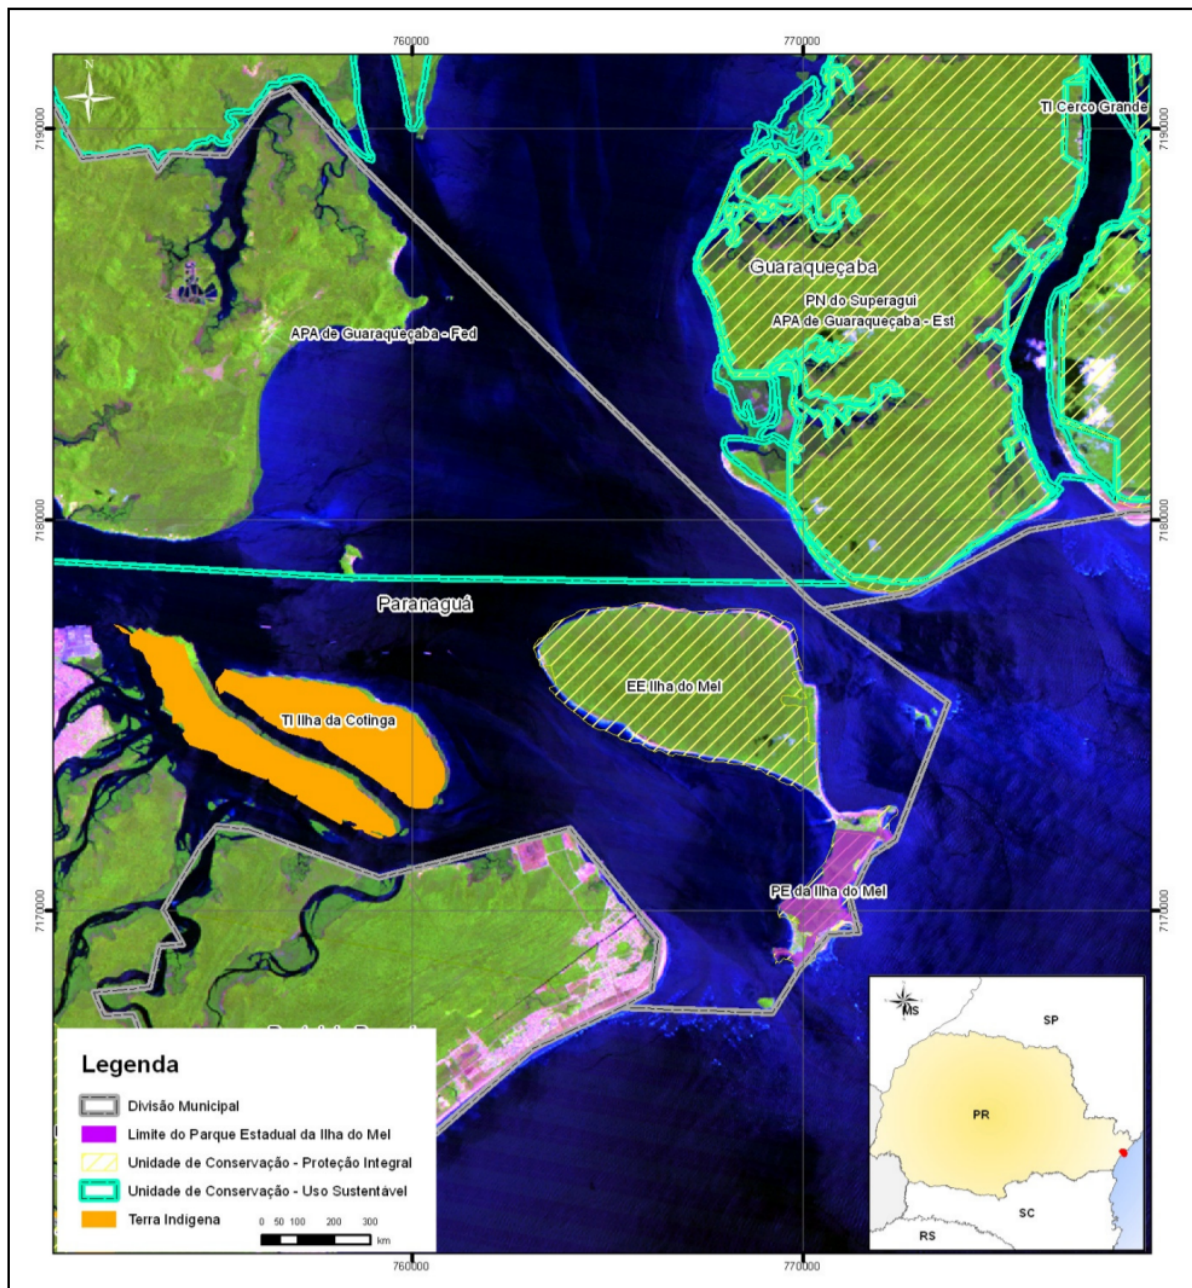 760000
770000
N
TI Cerco Grande
7190000
7190000
Guaraqueçaba
PN do Superagui
APA de Guaraqueçaba - Est
APA de Guaraqueçaba - Fed
7180000
7180000
Paranaguá
EE Ilha do Mel
TI Ilha da Cotinga
PE da Ilha do Mel
7170000
7170000
MS
SP
PR
SC
RS
Legenda
Divisão Municipal
Limite do Parque Estadual da Ilha do Mel
Unidade de Conservação - Proteção Integral
Unidade de Conservação - Uso Sustentável
Terra Indígena
0 50 100 200 300
km
760000
770000